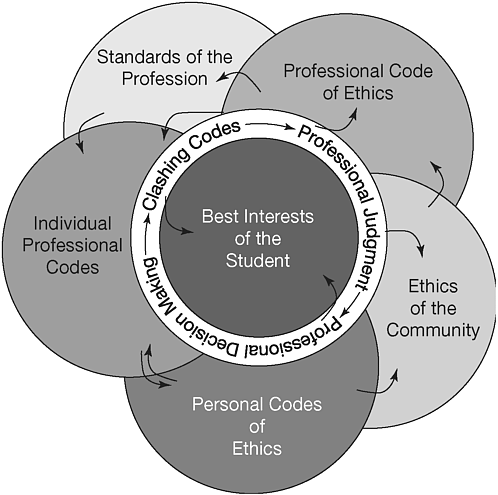 Standards of the
Profession
Professional Code
of Ethics
Clashing Codes
Professional Judgment
Professional Decision Making
Best Interests
of the
Student
Individual
Professional
Codes
Ethics
of the
Community
Personal Codes
of
Ethics